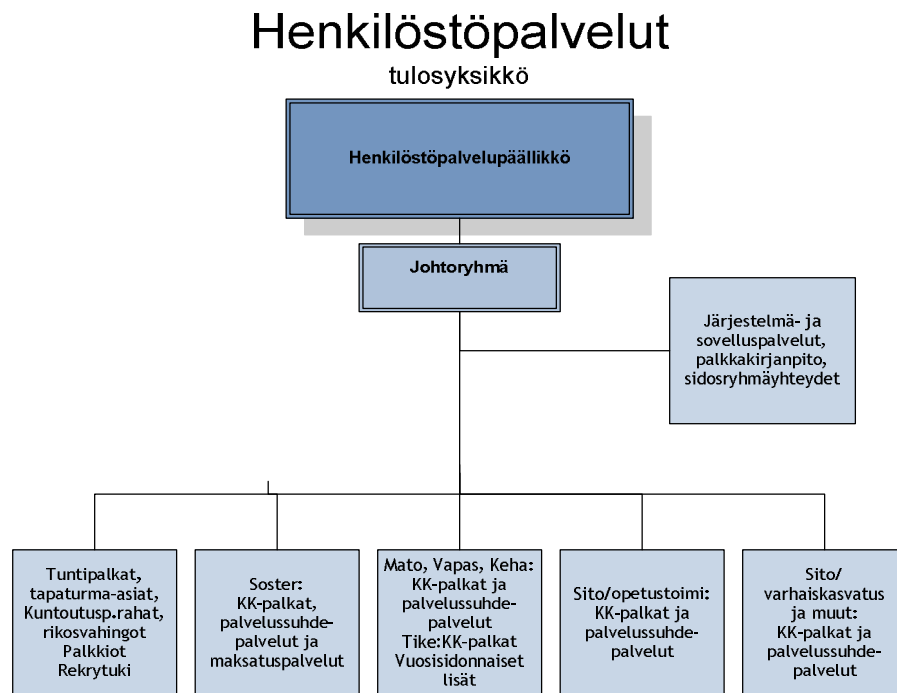 Henkilöstöpalvelut
tulosyksikkö
Henkilöstöpalvelupäällikkö
Johtoryhmä
Järjestelmä- ja
sovelluspalvelut,
palkkakirjanpito,
sidosryhmäyhteydet
Tuntipalkat,
tapaturma-asiat,
Kuntoutusp.rahat,
rikosvahingot
Palkkiot
Rekrytuki
Soster:
KK-palkat,
palvelussuhde-
palvelut ja
maksatuspalvelut
Mato, Vapas, Keha:
KK-palkat ja
palvelussuhde-
palvelut
Tike:KK-palkat
Vuosisidonnaiset
lisät
Sito/opetustoimi:
KK-palkat ja
palvelussuhde-
palvelut
Sito/
varhaiskasvatus
ja muut:
KK-palkat ja
palvelussuhde-
palvelut